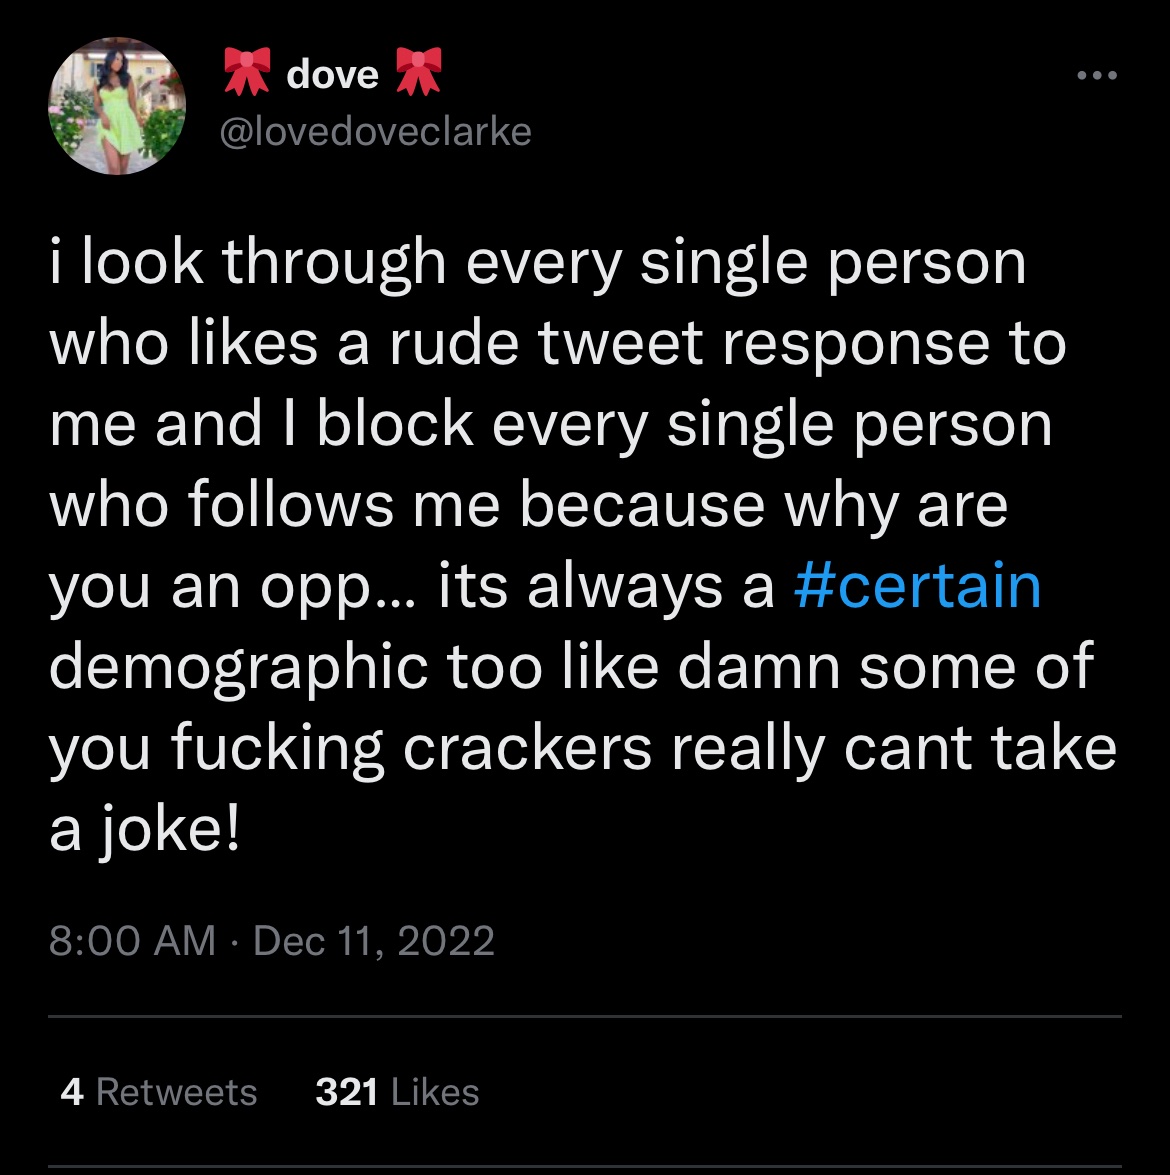 🎀 dove 🎀
@lovedoveclarke
i look through every single person
who likes a rude tweet response to
me and I block every single person
who follows me because why are
you an opp... its always a #certain
demographic too like damn some of
you fucking crackers really cant take
a joke!
8:00 AM · Dec 11, 2022
4 Retweets 321 Likes